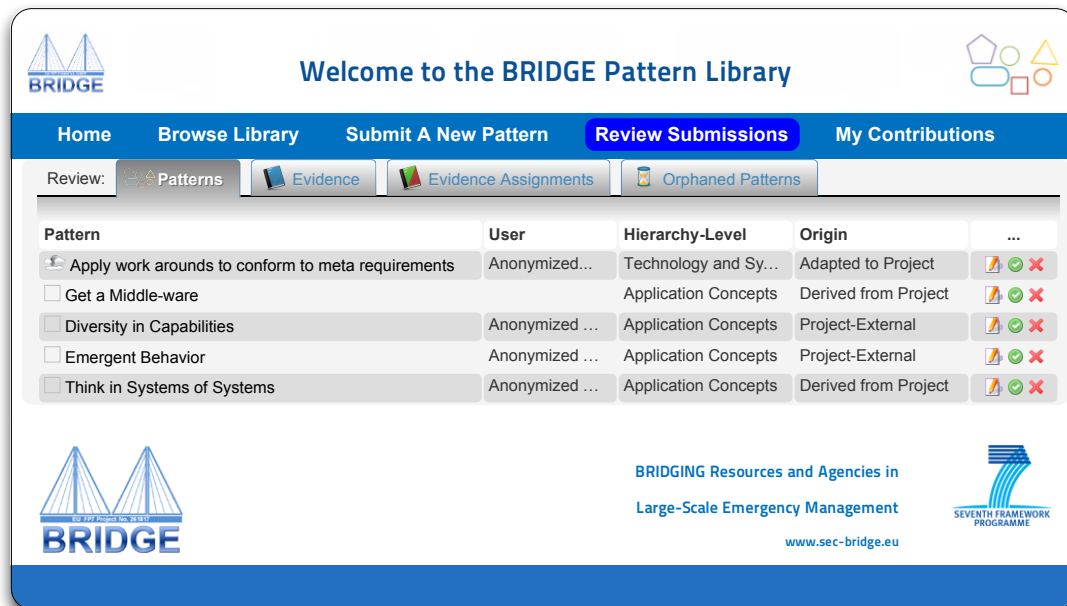 BRIDGE
Welcome to the BRIDGE Pattern Library
Home Browse Library Submit A New Pattern Review Submissions My Contributions
Review: Patterns Evidence Evidence Assignments Orphaned Patterns
Pattern User Hierarchy-Level Origin ...
Apply work arounds to conform to meta requirements Anonymized... Technology and Sy... Adapted to Project
Get a Middle-ware Application Concepts Derived from Project
Diversity in Capabilities Anonymized ... Application Concepts Project-External
Emergent Behavior Anonymized ... Application Concepts Project-External
Think in Systems of Systems Anonymized ... Application Concepts Derived from Project
EU FP7 Project No. 261817
BRIDGE
BRIDGING Resources and Agencies in
Large-Scale Emergency Management
www.sec-bridge.eu
SEVENTH FRAMEWORK
PROGRAMME